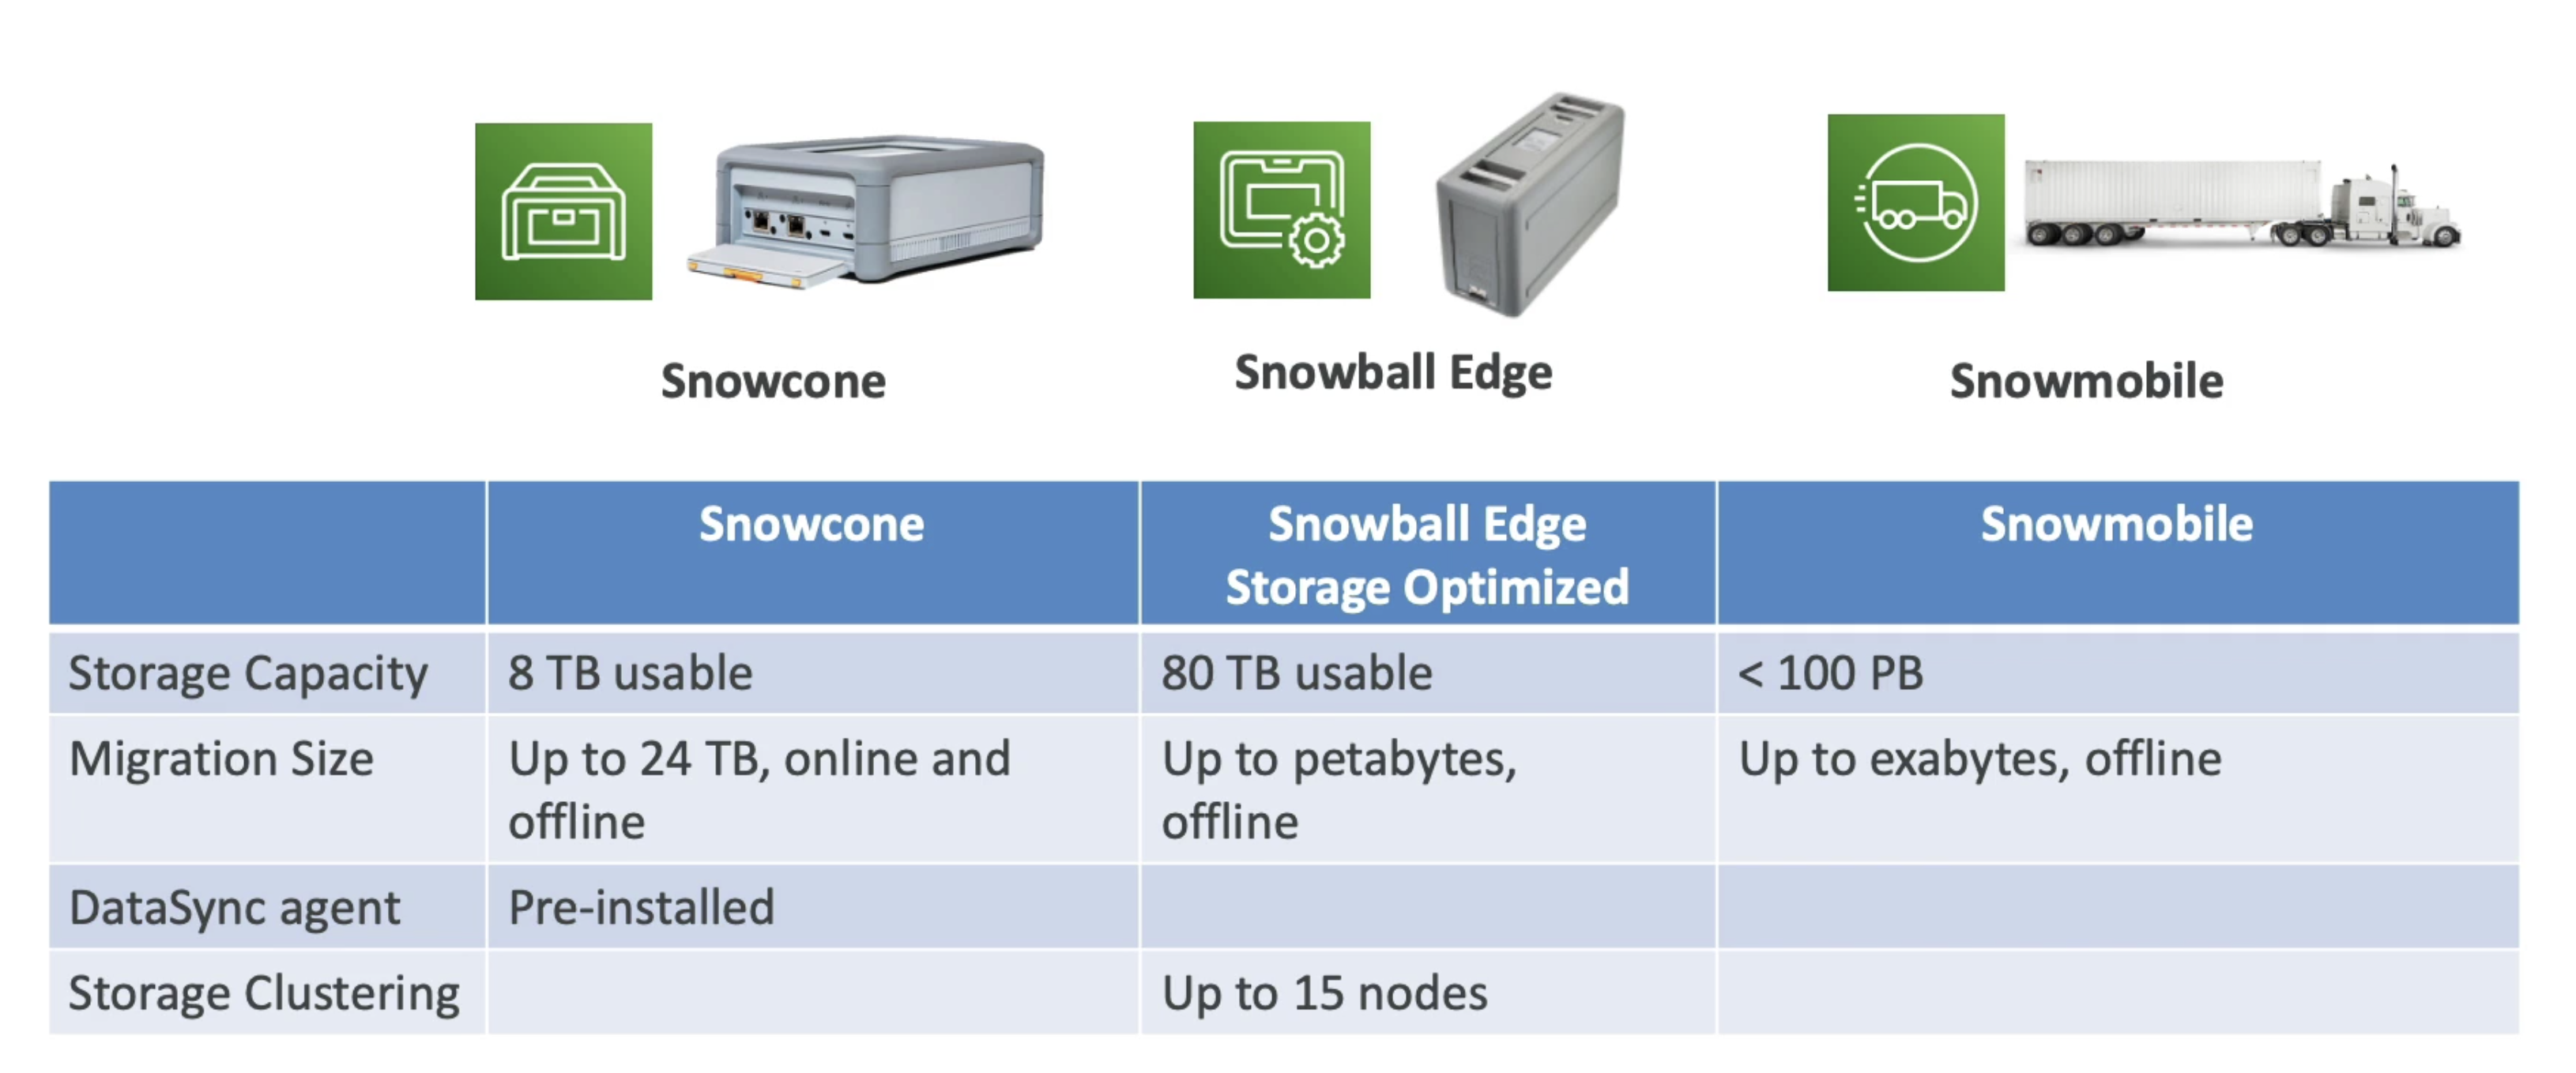 Snowcone
Snowball Edge
Snowmobile
Snowcone
Snowball Edge
Storage Optimized
Snowmobile
Storage Capacity
8 TB usable
80 TB usable
< 100 PB
Migration Size
Up to 24 TB, online and
offline
Up to petabytes,
offline
Up to exabytes, offline
DataSync agent
Pre-installed
Storage Clustering
Up to 15 nodes